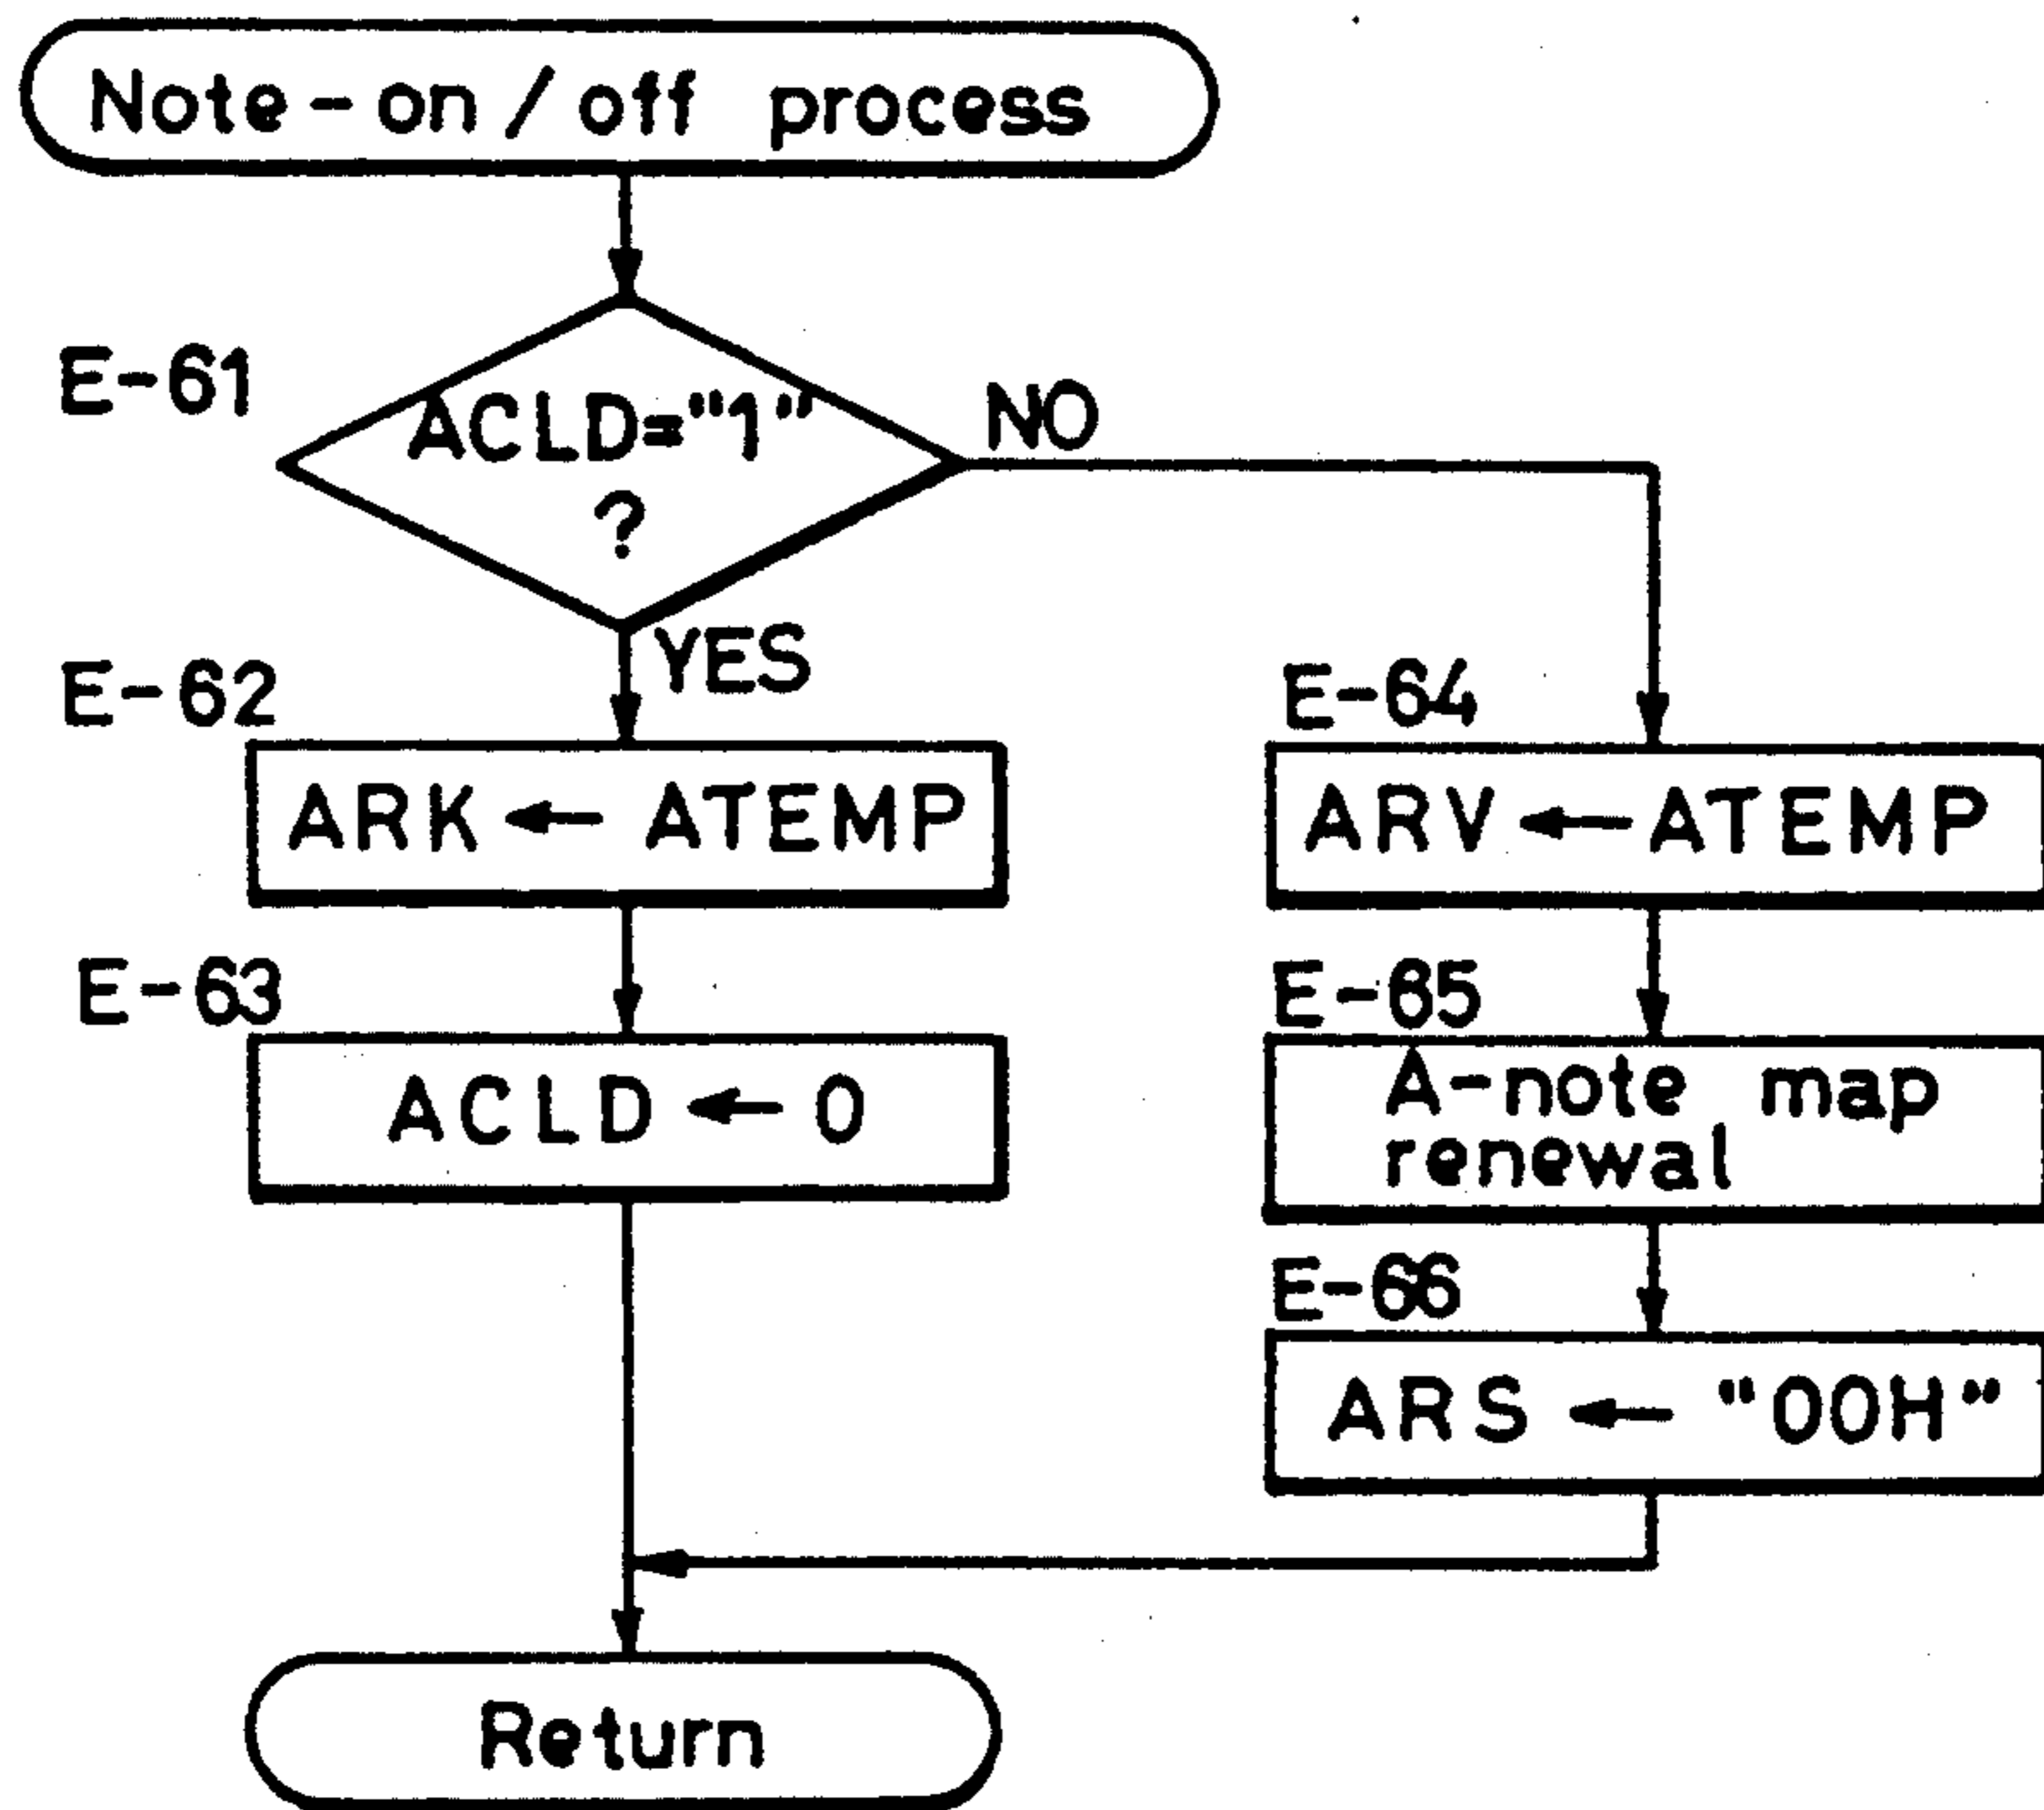 Note-on/off process
E-61
ACLD="1"
?
NO
YES
E-62
ARK ← ATEMP
E-63
ACLD ← 0
E-64
ARV ← ATEMP
E-65
A-note map
renewal
E-66
ARS ← "00H"
Return